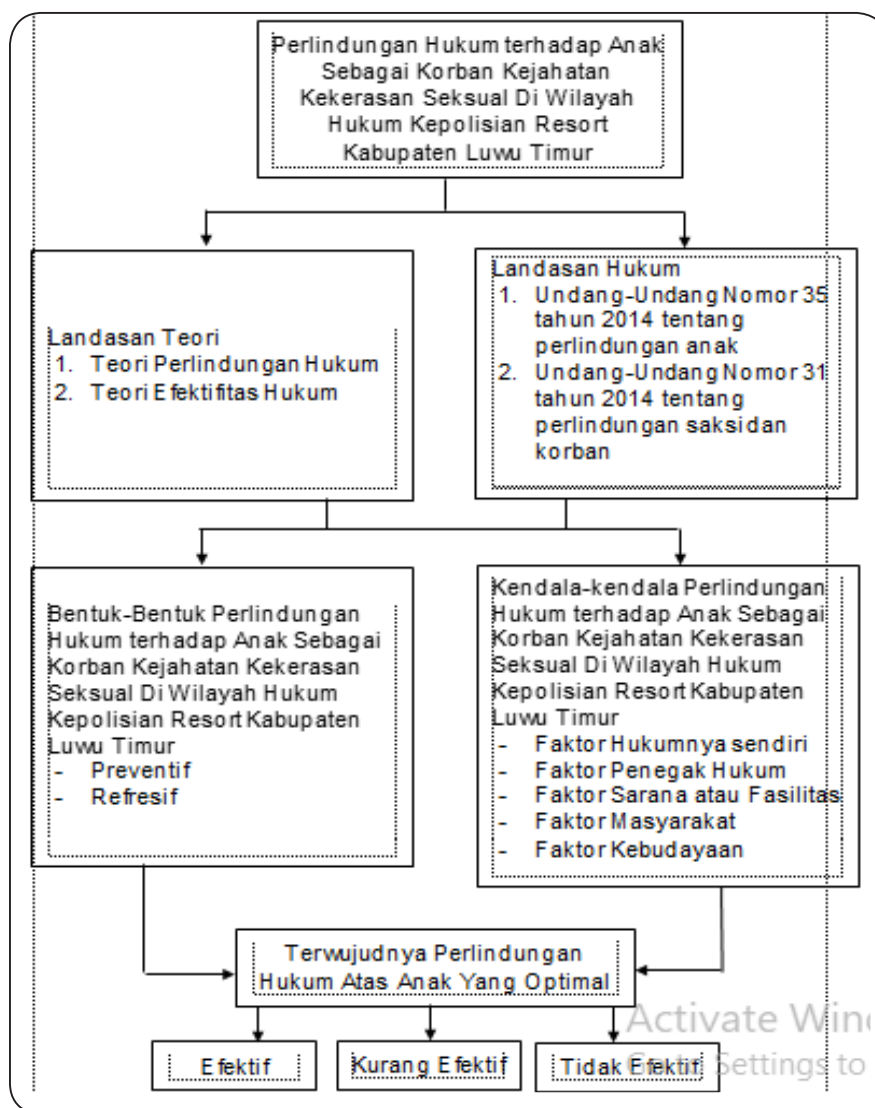 Perlindungan Hukum terhadap Anak
Sebagai Korban Kejahatan
Kekerasan Seksual Di Wilayah
Hukum Kepolisian Resort
Kabupaten Luwu Timur
Landasan Teori
1. Teori Perlindungan Hukum
2. Teori Efektifitas Hukum
Landasan Hukum
1. Undang-Undang Nomor 35
tahun 2014 tentang
perlindungan anak
2. Undang-Undang Nomor 31
tahun 2014 tentang
perlindungan saksi dan
korban
Bentuk-Bentuk Perlindungan
Hukum terhadap Anak Sebagai
Korban Kejahatan Kekerasan
Seksual Di Wilayah Hukum
Kepolisian Resort Kabupaten
Luwu Timur
- Preventif
- Refresif
Kendala-kendala Perlindungan
Hukum terhadap Anak Sebagai
Korban Kejahatan Kekerasan
Seksual Di Wilayah Hukum
Kepolisian Resort Kabupaten
Luwu Timur
- Faktor Hukumnya sendiri
- Faktor Penegak Hukum
- Faktor Sarana atau Fasilitas
- Faktor Masyarakat
- Faktor Kebudayaan
Terwujudnya Perlindungan
Hukum Atas Anak Yang Optimal
Efektif
Kurang Efektif
Tidak Efektif
Activate Win
Settings to